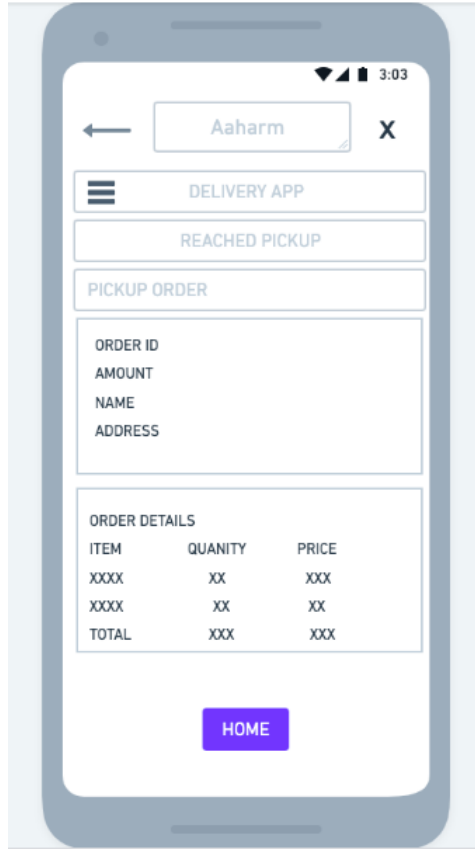 3:03
Aaharm X
DELIVERY APP
REACHED PICKUP
PICKUP ORDER
ORDER ID
AMOUNT
NAME
ADDRESS
ORDER DETAILS
ITEM QUANITY PRICE
XXXX XX XXX
XXXX XX XX
TOTAL XXX XXX
HOME